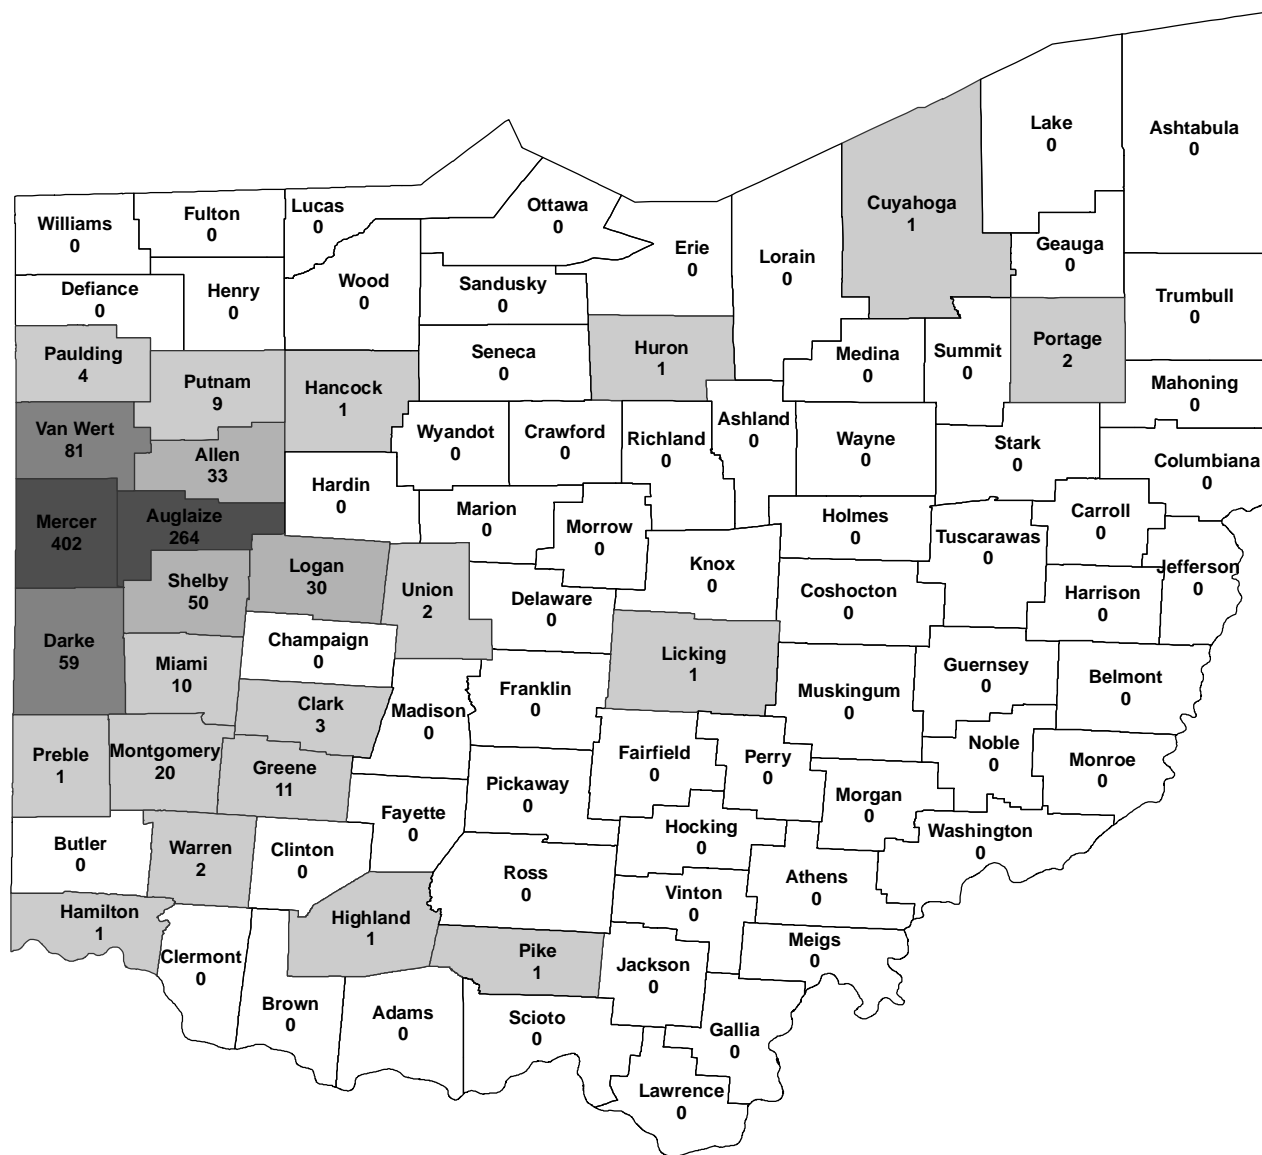 Lake
0
Ashtabula
0
Cuyahoga
1
Williams
0
Fulton
0
Lucas
0
Ottawa
0
Erie
0
Lorain
0
Geauga
0
Defiance
0
Henry
0
Wood
0
Sandusky
0
Trumbull
0
Paulding
4
Putnam
9
Hancock
1
Seneca
0
Huron
1
Medina
0
Summit
0
Portage
2
Mahoning
0
Van Wert
81
Allen
33
Wyandot
0
Crawford
0
Richland
0
Ashland
0
Wayne
0
Stark
0
Columbiana
0
Hardin
0
Mercer
402
Auglaize
264
Marion
0
Morrow
0
Holmes
0
Tuscarawas
0
Carroll
0
Jefferson
0
Shelby
50
Logan
30
Union
2
Delaware
0
Knox
0
Coshocton
0
Harrison
0
Darke
59
Miami
10
Champaign
0
Licking
1
Muskingum
0
Guernsey
0
Belmont
0
Clark
3
Madison
0
Franklin
0
Preble
1
Montgomery
20
Greene
11
Fairfield
0
Perry
0
Noble
0
Monroe
0
Pickaway
0
Morgan
0
Fayette
0
Butler
0
Warren
2
Clinton
0
Hocking
0
Washington
0
Ross
0
Vinton
0
Athens
0
Hamilton
1
Highland
1
Pike
1
Meigs
0
Clermont
0
Jackson
0
Brown
0
Adams
0
Scioto
0
Gallia
0
Lawrence
0